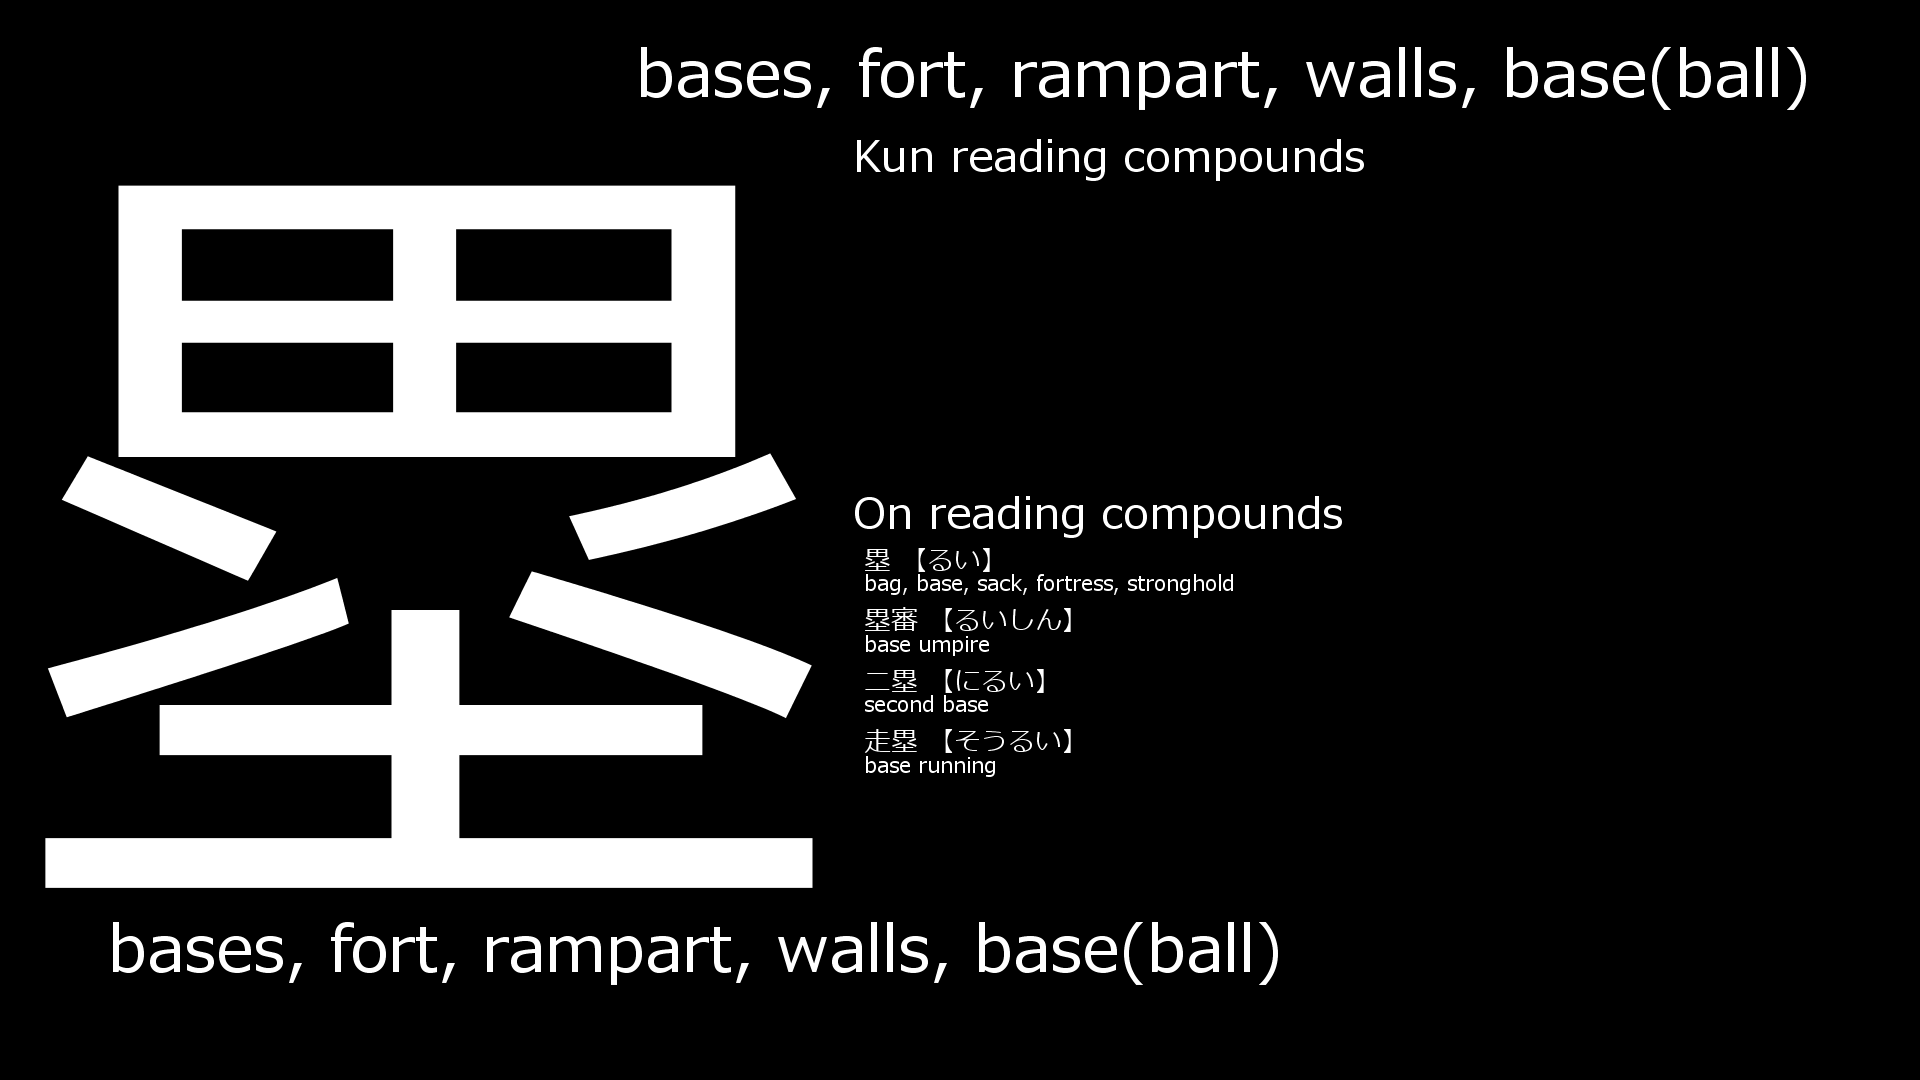 bases, fort, rampart, walls, base(ball)
Kun reading compounds
塁
On reading compounds
塁 【るい】
bag, base, sack, fortress, stronghold
塁審 【るいしん】
base umpire
二塁 【にるい】
second base
走塁 【そうるい】
base running
bases, fort, rampart, walls, base(ball)